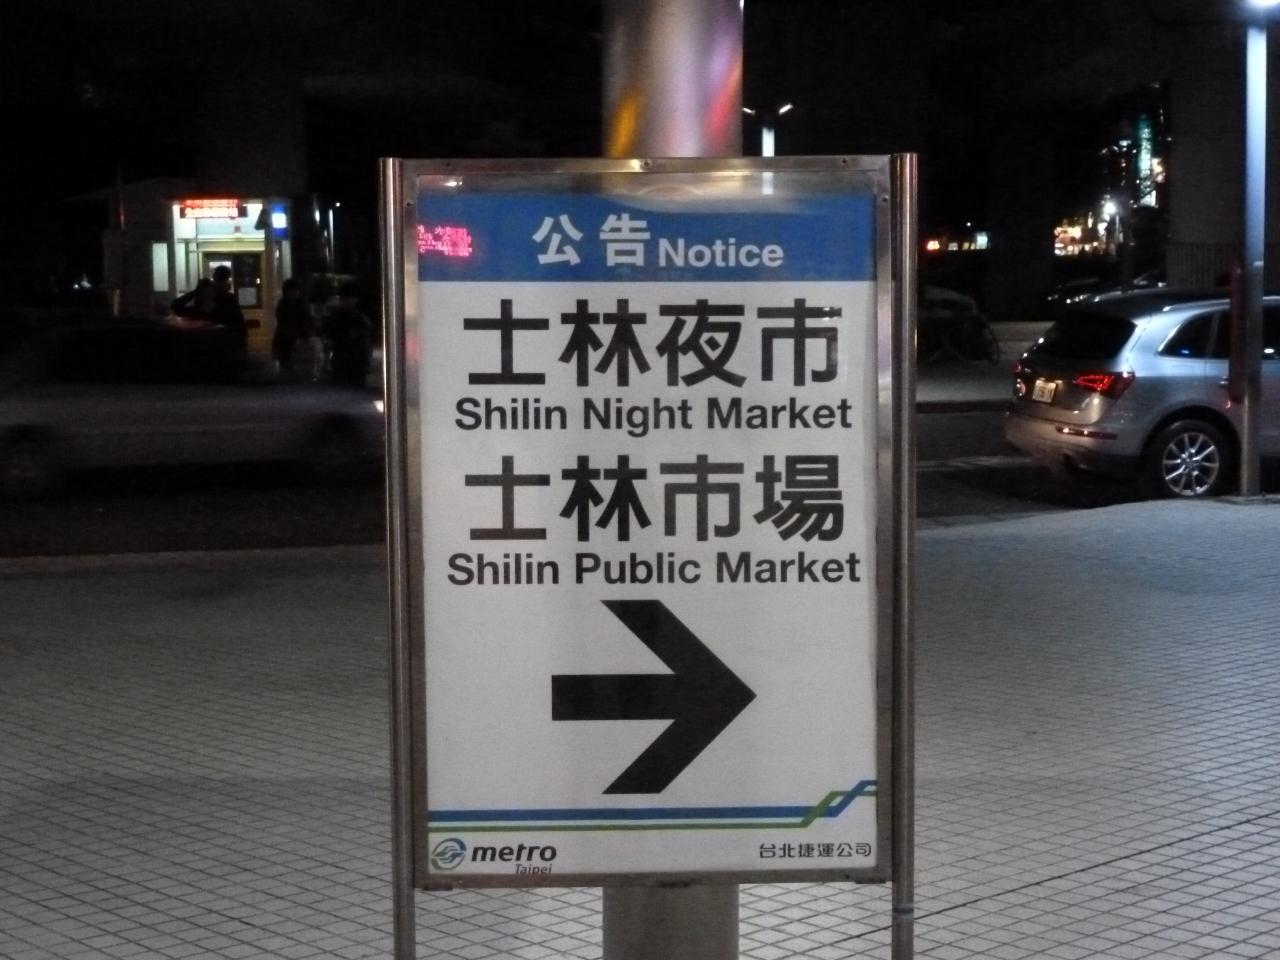 公告 Notice
士林夜市
Shilin Night Market
士林市場
Shilin Public Market
metro
Taipei
台北捷運公司